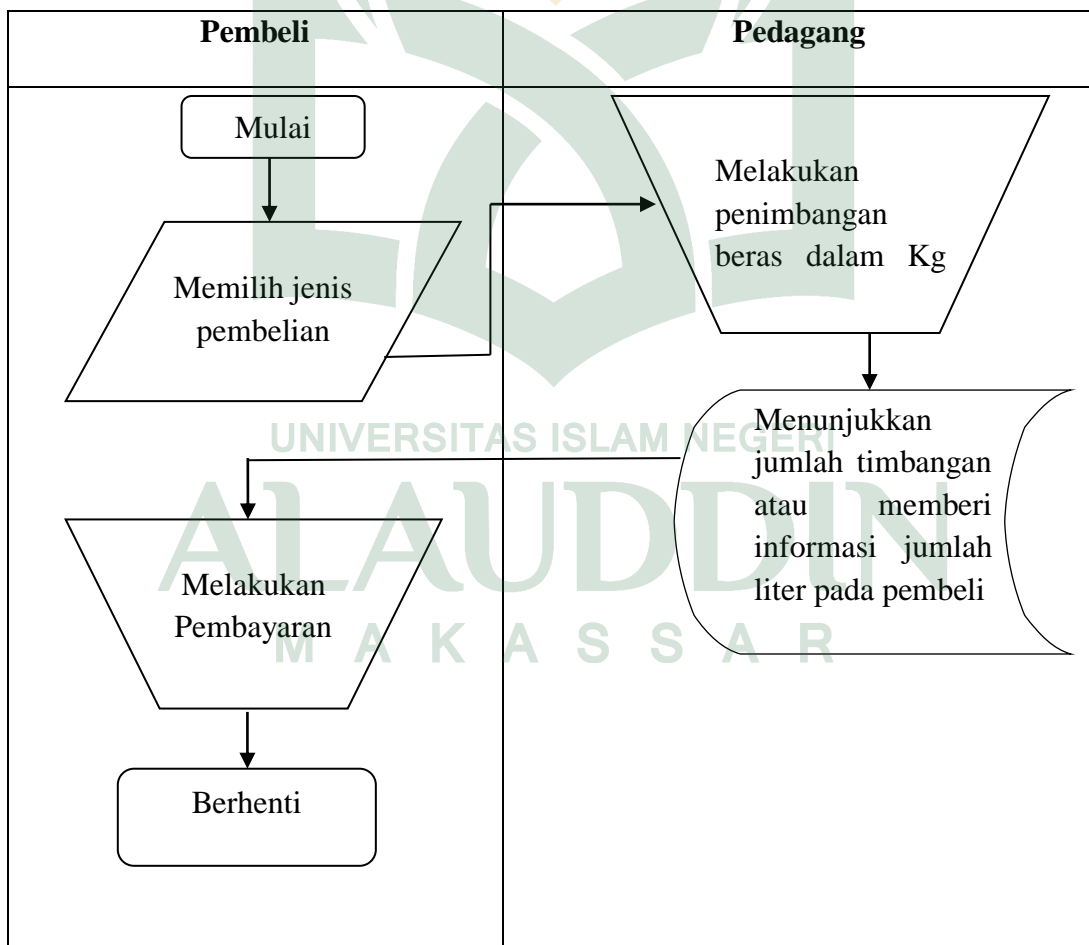 Pembeli
Pedagang
Mulai
Memilih jenis
pembelian
Melakukan
penimbangan
beras dalam Kg
Menunjukkan
jumlah timbangan
atau memberi
informasi jumlah
liter pada pembeli
Melakukan
Pembayaran
Berhenti
UNIVERSITAS ISLAM NEGERI
ALAUDDIN
MAKASSAR